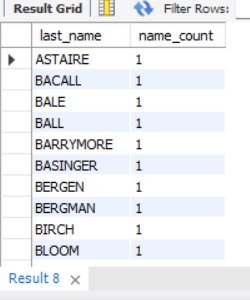 Result Grid Filter Rows:
last_name name_count
ASTAIRE 1
BACALL 1
BALE 1
BALL 1
BARRYMORE 1
BASINGER 1
BERGEN 1
BERGMAN 1
BIRCH 1
BLOOM 1
Result 8 ×